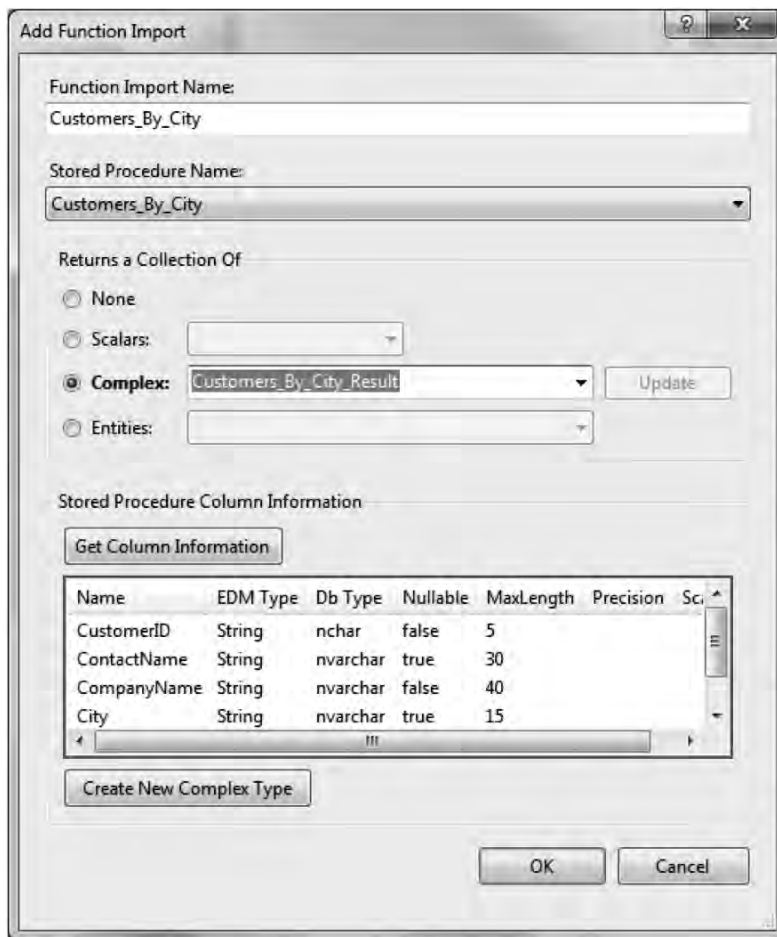 Add Function Import
?
Function Import Name:
Customers_By_City
Stored Procedure Name:
Customers_By_City
Returns a Collection Of
None
Scalars:
Complex: Customers_By_City_Result Update
Entities:
Stored Procedure Column Information
Get Column Information
Name EDM Type Db Type Nullable MaxLength Precision Sc
CustomerID String nchar false 5
ContactName String nvarchar true 30
CompanyName String nvarchar false 40
City String nvarchar true 15
Create New Complex Type
OK Cancel